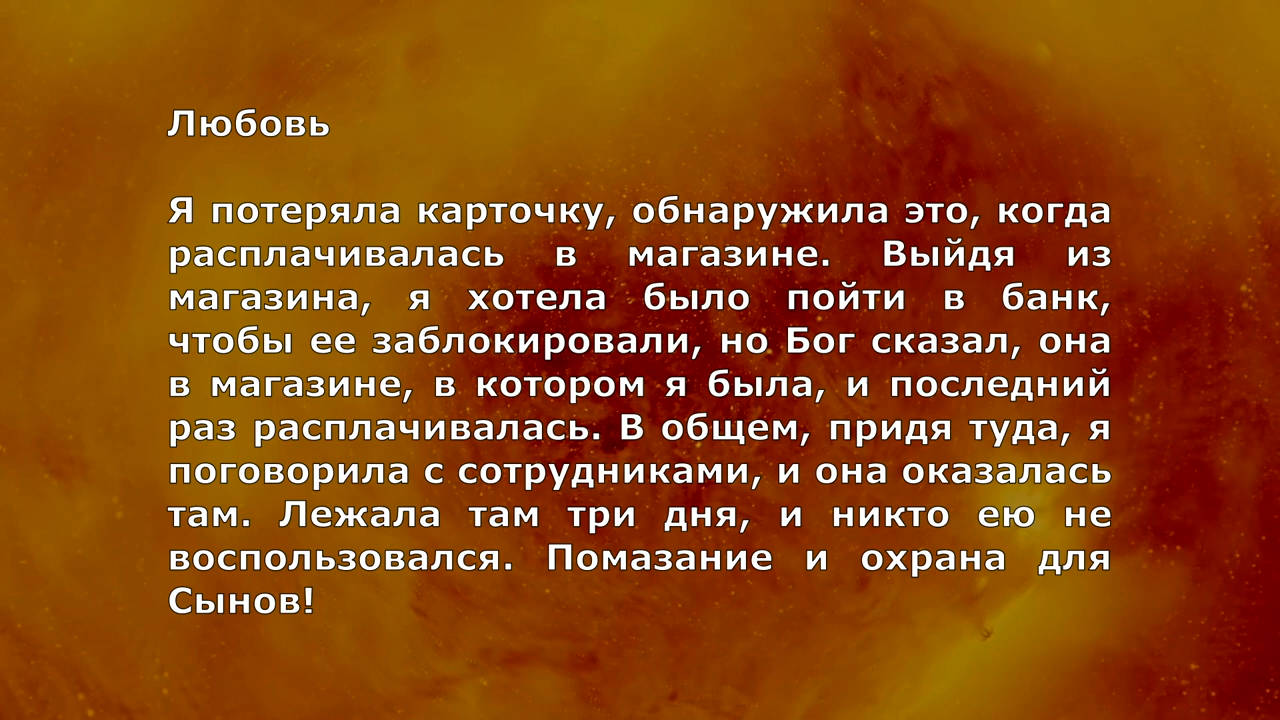 Любовь
Я потеряла карточку, обнаружила это, когда
расплачивалась в магазине. Выйдя из
магазина, я хотела было пойти в банк,
чтобы ее заблокировали, но Бог сказал, она
в магазине, в котором я была, и последний
раз расплачивалась. В общем, придя туда, я
поговорила с сотрудниками, и она оказалась
там. Лежала там три дня, и никто ею не
воспользовался. Помазание и охрана для
Сынов!